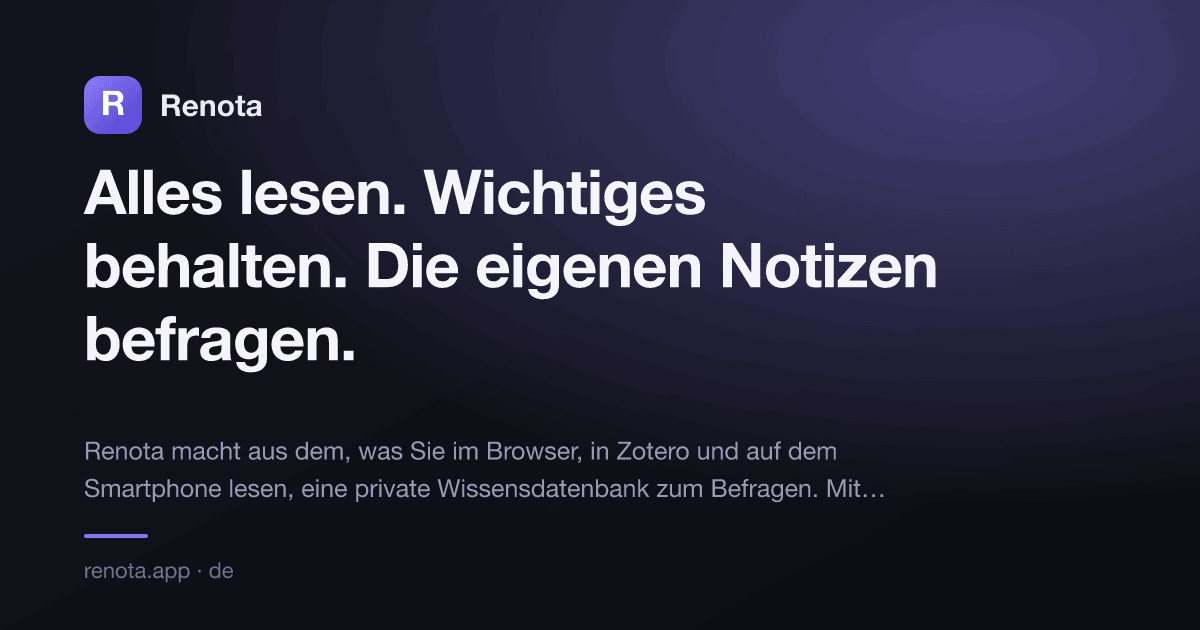 R
Renota
Alles lesen. Wichtiges
behalten. Die eigenen Notizen
befragen.
Renota macht aus dem, was Sie im Browser, in Zotero und auf dem
Smartphone lesen, eine private Wissensdatenbank zum Befragen. Mit…
renota.app · de